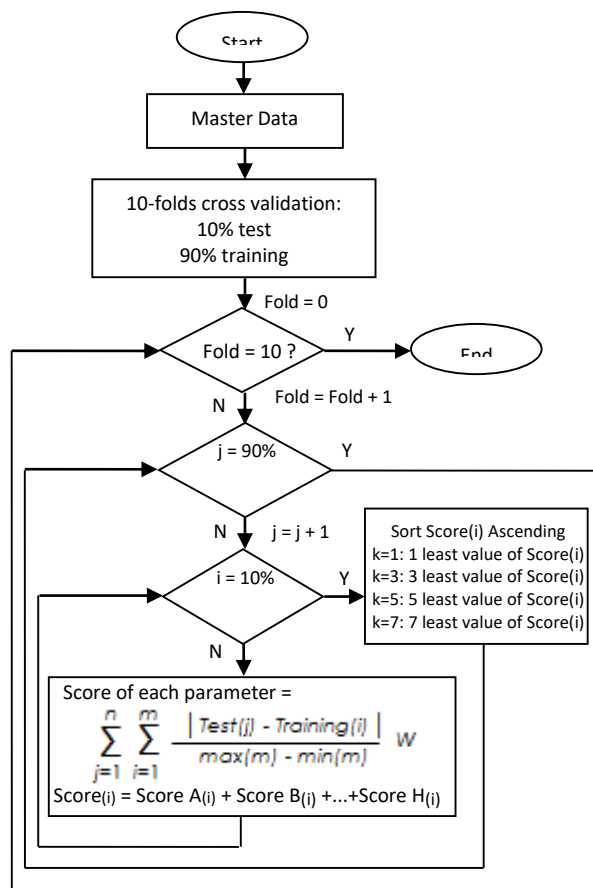 Start
Master Data
10-folds cross validation:
10% test
90% training
Fold = 0
Fold = 10 ?
Y
End
N
Fold = Fold + 1
j = 90%
Y
N
j = j + 1
i = 10%
Y
Sort Score(i) Ascending
k=1: 1 least value of Score(i)
k=3: 3 least value of Score(i)
k=5: 5 least value of Score(i)
k=7: 7 least value of Score(i)
N
Score of each parameter =
n m | Test(j) - Training(i) |
∑ ∑ W
j=1 i=1 max(m) - min(m)
Score(i) = Score A(i) + Score B(i) +...+Score H(i)